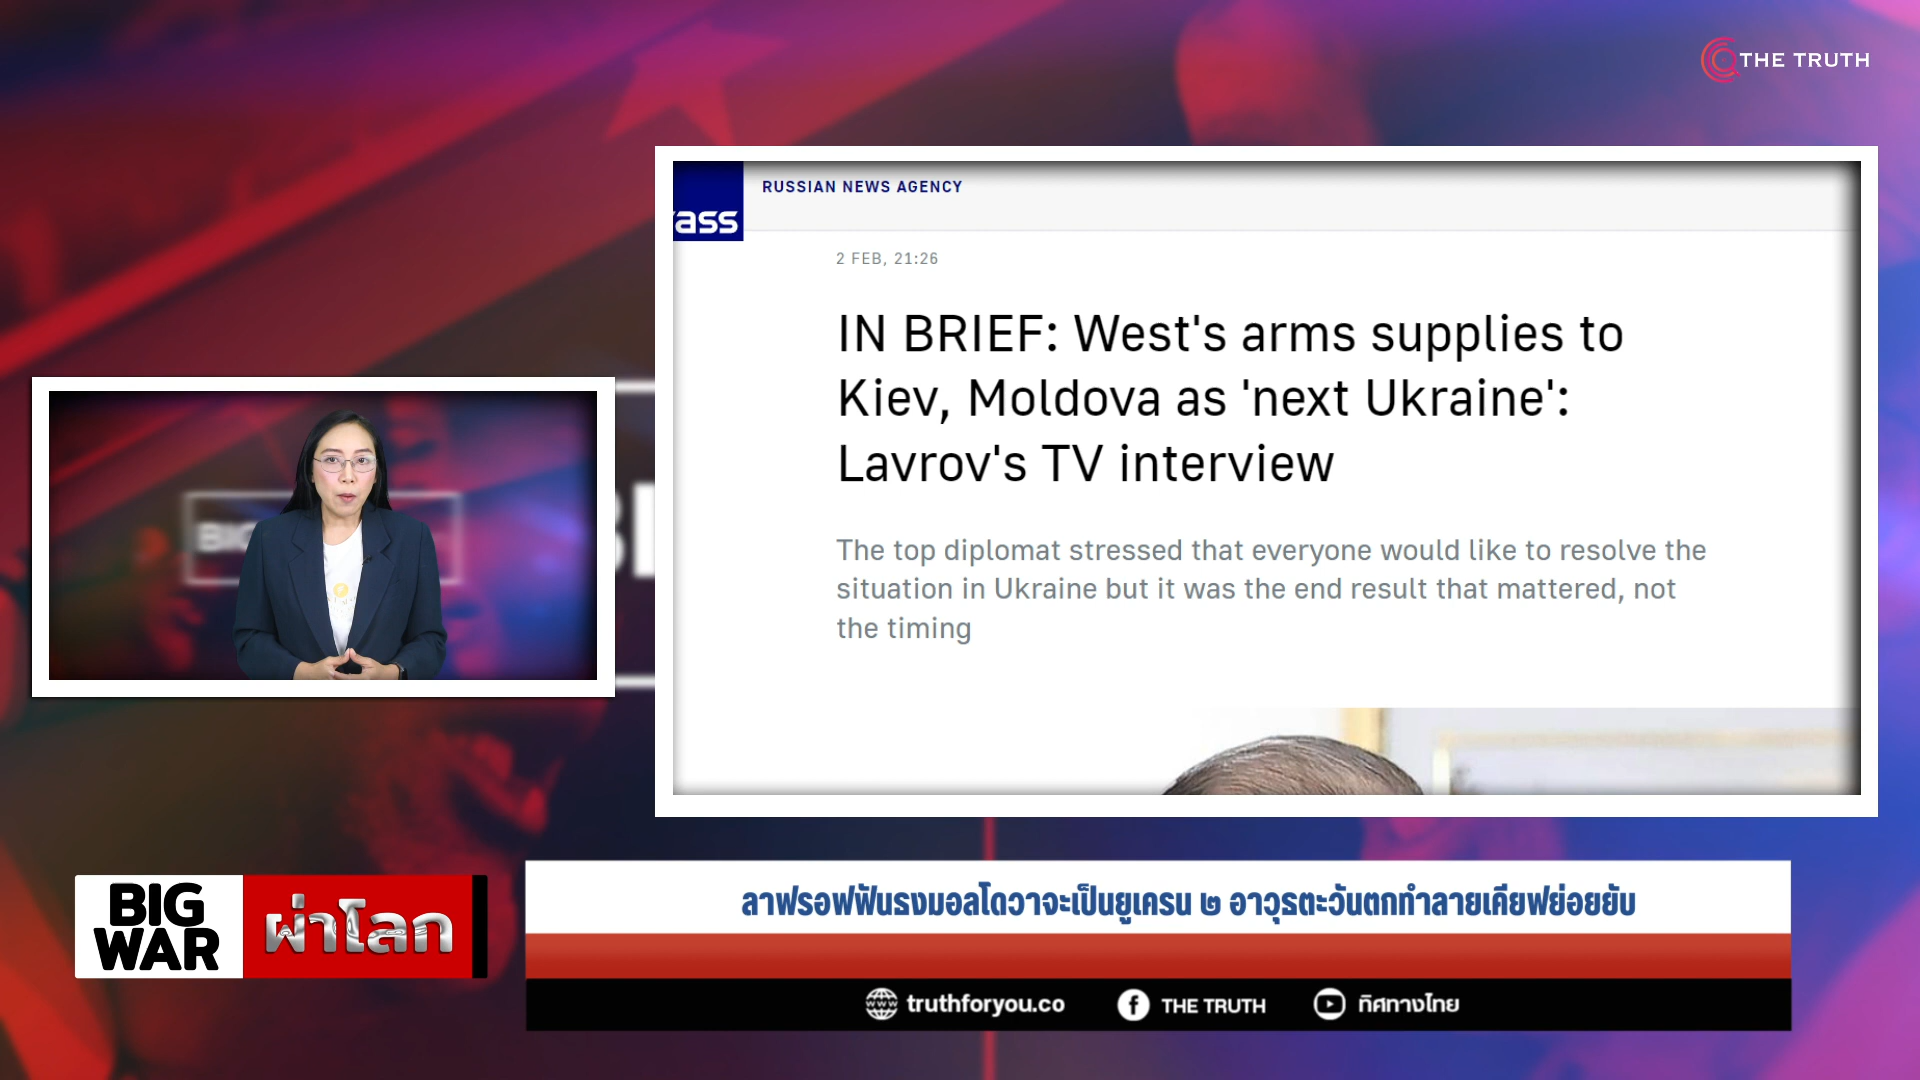 THE TRUTH
RUSSIAN NEWS AGENCY
tass
2 FEB, 21:26
IN BRIEF: West's arms supplies to
Kiev, Moldova as 'next Ukraine':
Lavrov's TV interview
The top diplomat stressed that everyone would like to resolve the
situation in Ukraine but it was the end result that mattered, not
the timing
BIG
BIG
WAR
ผ่าโลก
ลาฟรอฟฟันธงมอลโดวาจะเป็นยูเครน ๒ อาวุธตะวันตกทำลายเคียฟย่อยยับ
truthforyou.co
THE TRUTH
ทิศทางไทย